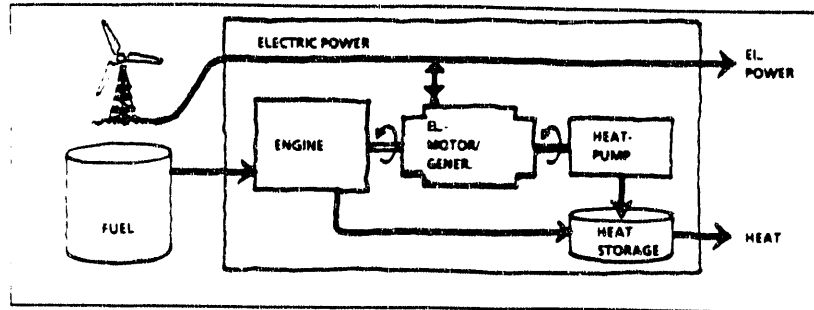 ELECTRIC POWER
EL.
POWER
ENGINE
EL-
MOTOR/
GENER.
HEAT-
PUMP
FUEL
HEAT
STORAGE
HEAT